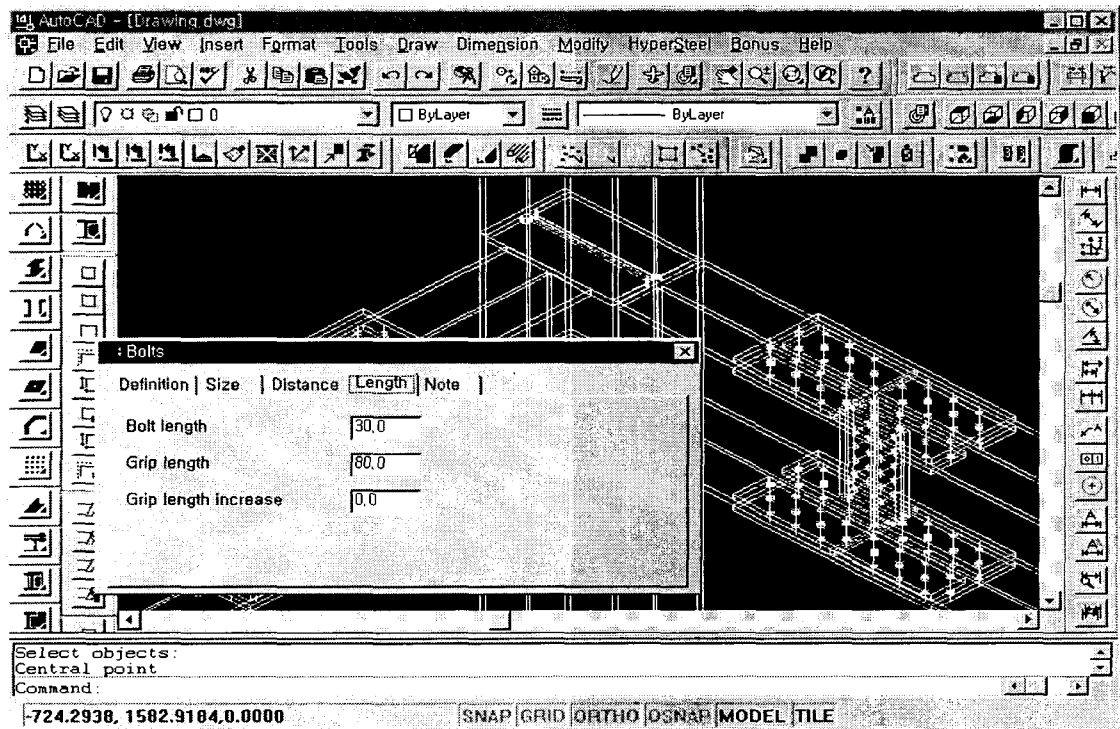 AutoCAD - [Drawing.dwg]
File Edit View Insert Format Tools Draw Dimension Modify HyperSteel Bonus Help
0 ByLayer ByLayer
: Bolts
Definition Size Distance Length Note
Bolt length 30,0
Grip length 80,0
Grip length increase 0,0
Select objects:
Central point
Command:
-724.2938, 1582.9184,0.0000 SNAP GRID ORTHO OSNAP MODEL TILE